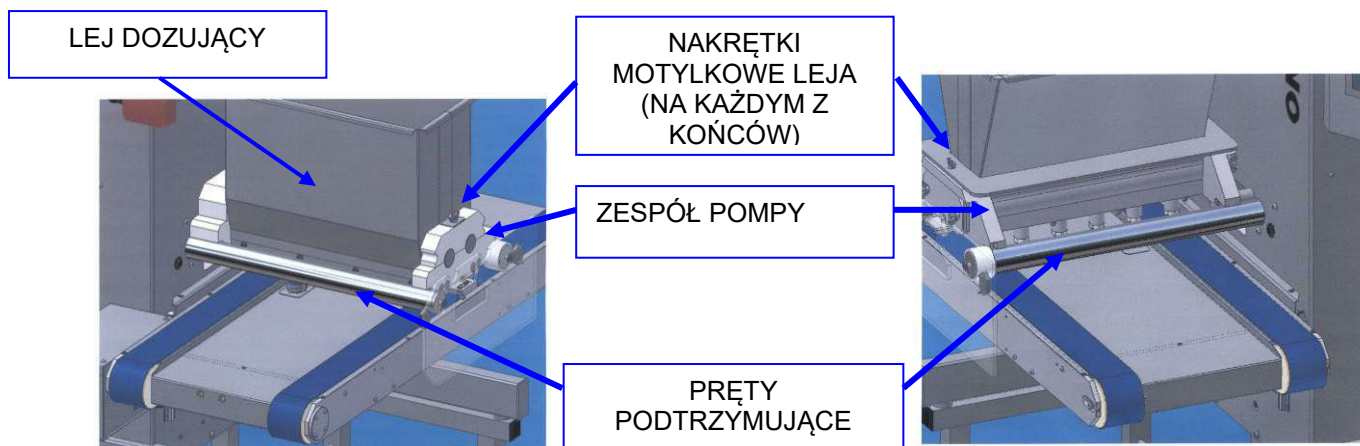 LEJ DOZUJĄCY
NAKRĘTKI
MOTYLKOWE LEJA
(NA KAŻDYM Z
KOŃCÓW)
ZESPÓŁ POMPY
PRĘTY
PODTRZYMUJĄCE